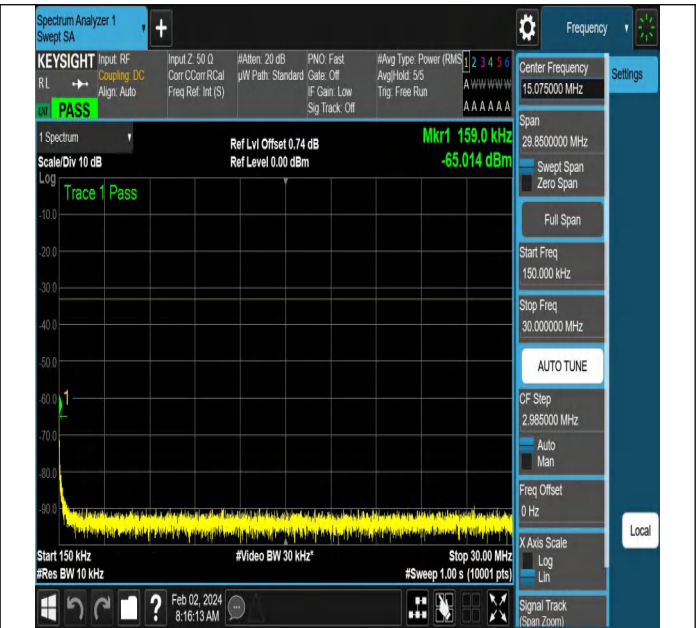 Spectrum Analyzer 1
Swept SA
+
Frequency
KEYSIGHT
RL
Input: RF
Coupling: DC
Align: Auto
Input Z: 50 Ω
Corr CCorr RCal
Freq Ref: Int (S)
#Atten: 20 dB
µW Path: Standard
PNO: Fast
Gate: Off
IF Gain: Low
Sig Track: Off
#Avg Type: Power (RMS
Avg|Hold: 5/5
Trig: Free Run
1 2 3 4 5 6
A W W W W W
A A A A A A
PASS
1 Spectrum
Scale/Div 10 dB
Ref Lvl Offset 0.74 dB
Ref Level 0.00 dBm
Mkr1 159.0 kHz
-65.014 dBm
Log
Trace 1 Pass
-10.0
-20.0
-30.0
-40.0
-50.0
-60.0
1
-70.0
-80.0
-90.0
Start 150 kHz
#Video BW 30 kHz*
Stop 30.00 MHz
#Res BW 10 kHz
#Sweep 1.00 s (10001 pts)
?
Feb 02, 2024
8:16:13 AM
Center Frequency
15.075000 MHz
Settings
Span
29.8500000 MHz
Swept Span
Zero Span
Full Span
Start Freq
150.000 kHz
Stop Freq
30.000000 MHz
AUTO TUNE
CF Step
2.985000 MHz
Auto
Man
Freq Offset
0 Hz
X Axis Scale
Log
Lin
Local
Signal Track
(Span Zoom)